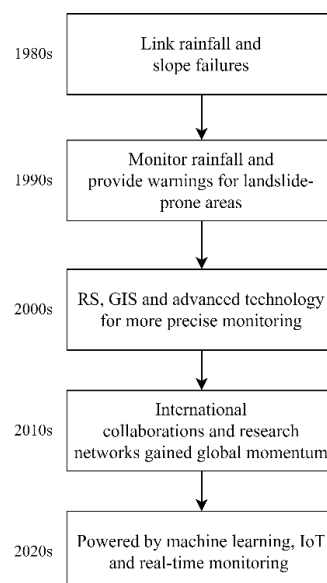 1980s
Link rainfall and
slope failures
1990s
Monitor rainfall and
provide warnings for landslide-
prone areas
2000s
RS, GIS and advanced technology
for more precise monitoring
2010s
International
collaborations and research
networks gained global momentum
2020s
Powered by machine learning, IoT
and real-time monitoring